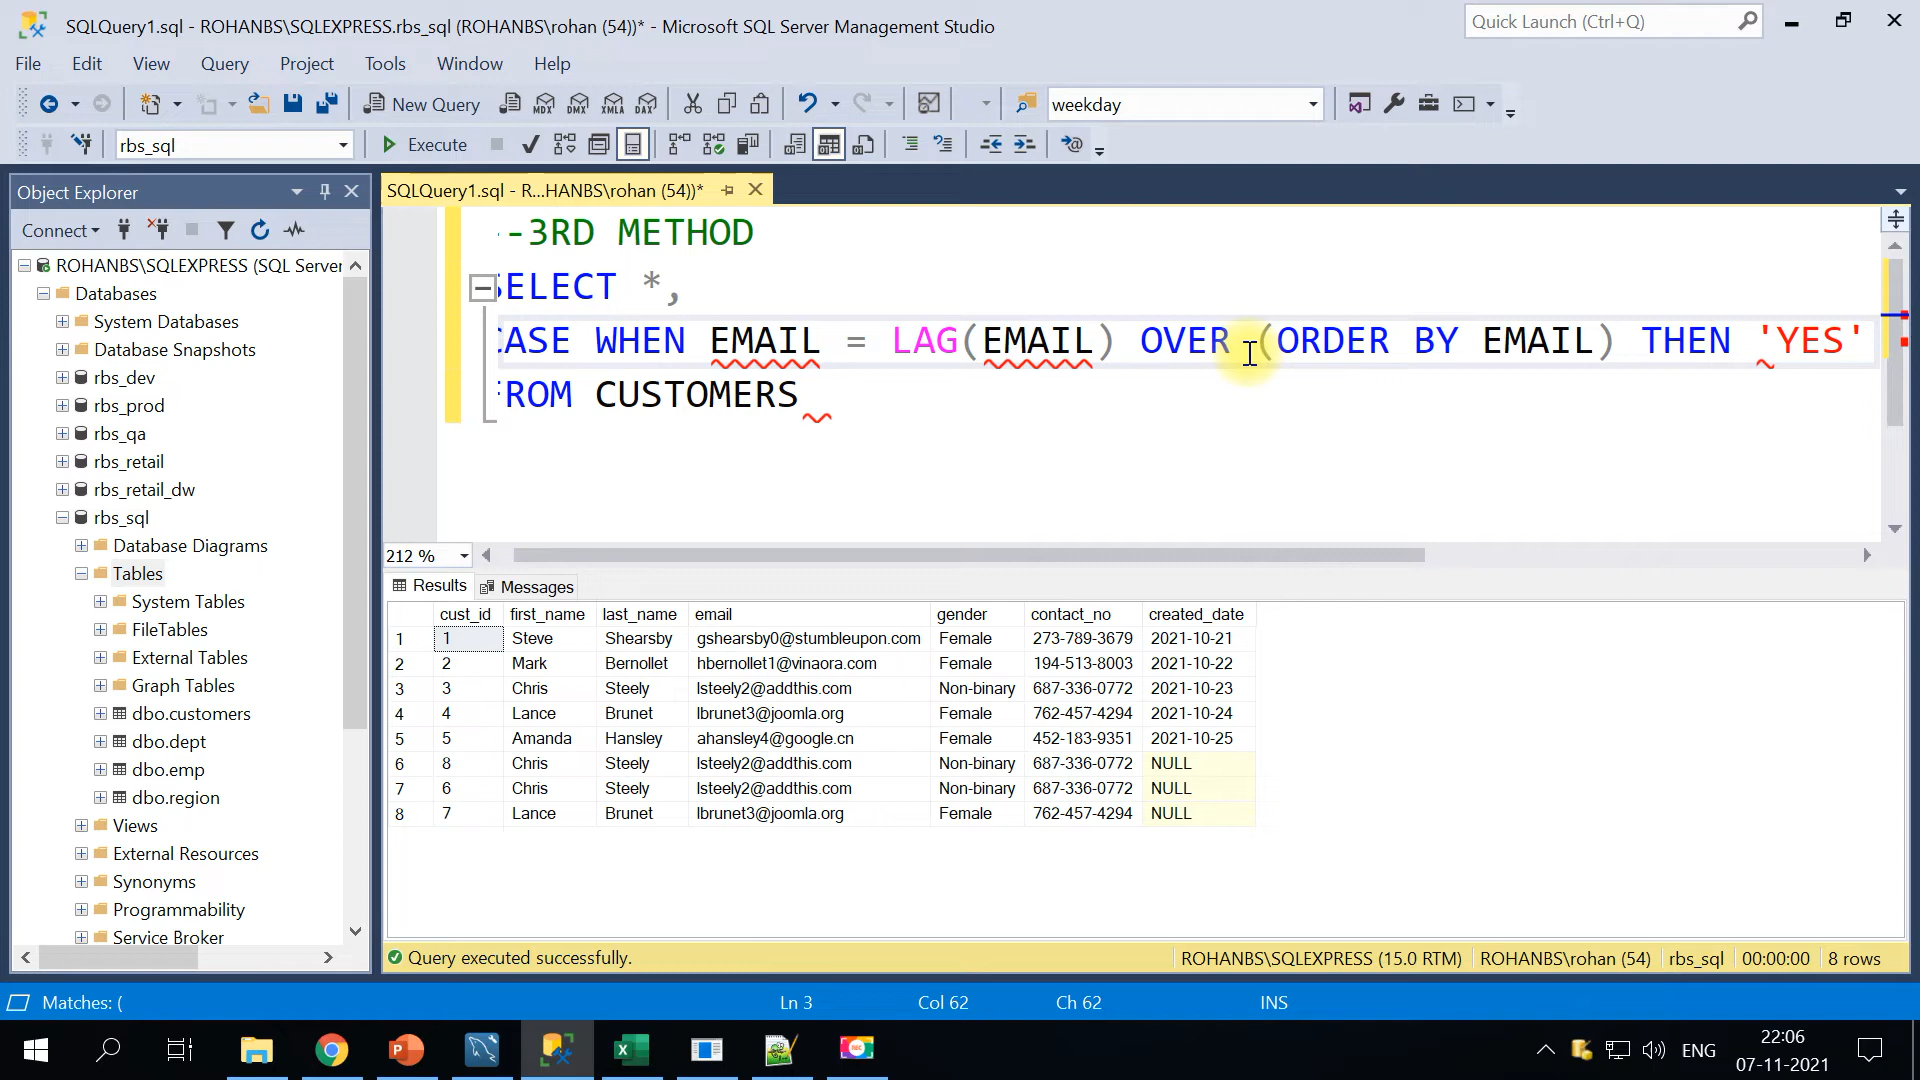 SQLQuery1.sql - ROHANBS\SQLEXPRESS.rbs_sql (ROHANBS\rohan (54))* - Microsoft SQL Server Management Studio
Quick Launch (Ctrl+Q)
File Edit View Query Project Tools Window Help
New Query
MDX DMX XMLA DAX
weekday
rbs_sql
Execute
Object Explorer
SQLQuery1.sql - R...HANBS\rohan (54))*
Connect
ROHANBS\SQLEXPRESS (SQL Server
Databases
System Databases
Database Snapshots
rbs_dev
rbs_prod
rbs_qa
rbs_retail
rbs_retail_dw
rbs_sql
Database Diagrams
Tables
System Tables
FileTables
External Tables
Graph Tables
dbo.customers
dbo.dept
dbo.emp
dbo.region
Views
External Resources
Synonyms
Programmability
Service Broker
--3RD METHOD
SELECT *,
CASE WHEN EMAIL = LAG(EMAIL) OVER (ORDER BY EMAIL) THEN 'YES'
FROM CUSTOMERS
212 %
Results Messages
cust_id first_name last_name email gender contact_no created_date
1 1 Steve Shearsby gshearsby0@stumbleupon.com Female 273-789-3679 2021-10-21
2 2 Mark Bernollet hbernollet1@vinaora.com Female 194-513-8003 2021-10-22
3 3 Chris Steely lsteely2@addthis.com Non-binary 687-336-0772 2021-10-23
4 4 Lance Brunet lbrunet3@joomla.org Female 762-457-4294 2021-10-24
5 5 Amanda Hansley ahansley4@google.cn Female 452-183-9351 2021-10-25
6 8 Chris Steely lsteely2@addthis.com Non-binary 687-336-0772 NULL
7 6 Chris Steely lsteely2@addthis.com Non-binary 687-336-0772 NULL
8 7 Lance Brunet lbrunet3@joomla.org Female 762-457-4294 NULL
Query executed successfully.
ROHANBS\SQLEXPRESS (15.0 RTM) ROHANBS\rohan (54) rbs_sql 00:00:00 8 rows
Matches: (
Ln 3 Col 62 Ch 62 INS
ENG
22:06
07-11-2021